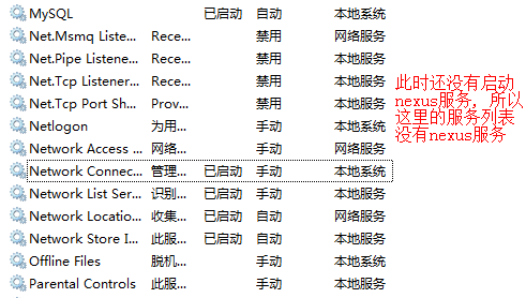 MySQL 已启动 自动 本地系统
Net.Msmq Liste... Rece... 禁用 网络服务
Net.Pipe Listene... Rece... 禁用 本地服务
Net.Tcp Listener... Rece... 禁用 本地服务
Net.Tcp Port Sh... Prov... 禁用 本地服务
Netlogon 为用... 手动 本地系统
Network Access ... 网络... 手动 网络服务
Network Connec... 管理... 已启动 手动 本地系统
Network List Ser... 识别... 已启动 手动 本地服务
Network Locatio... 收集... 已启动 自动 网络服务
Network Store I... 此服... 已启动 自动 本地服务
Offline Files 脱机... 手动 本地系统
Parental Controls 此服... 手动 本地服务
此时还没有启动
nexus服务, 所以
这里的服务列表
没有nexus服务